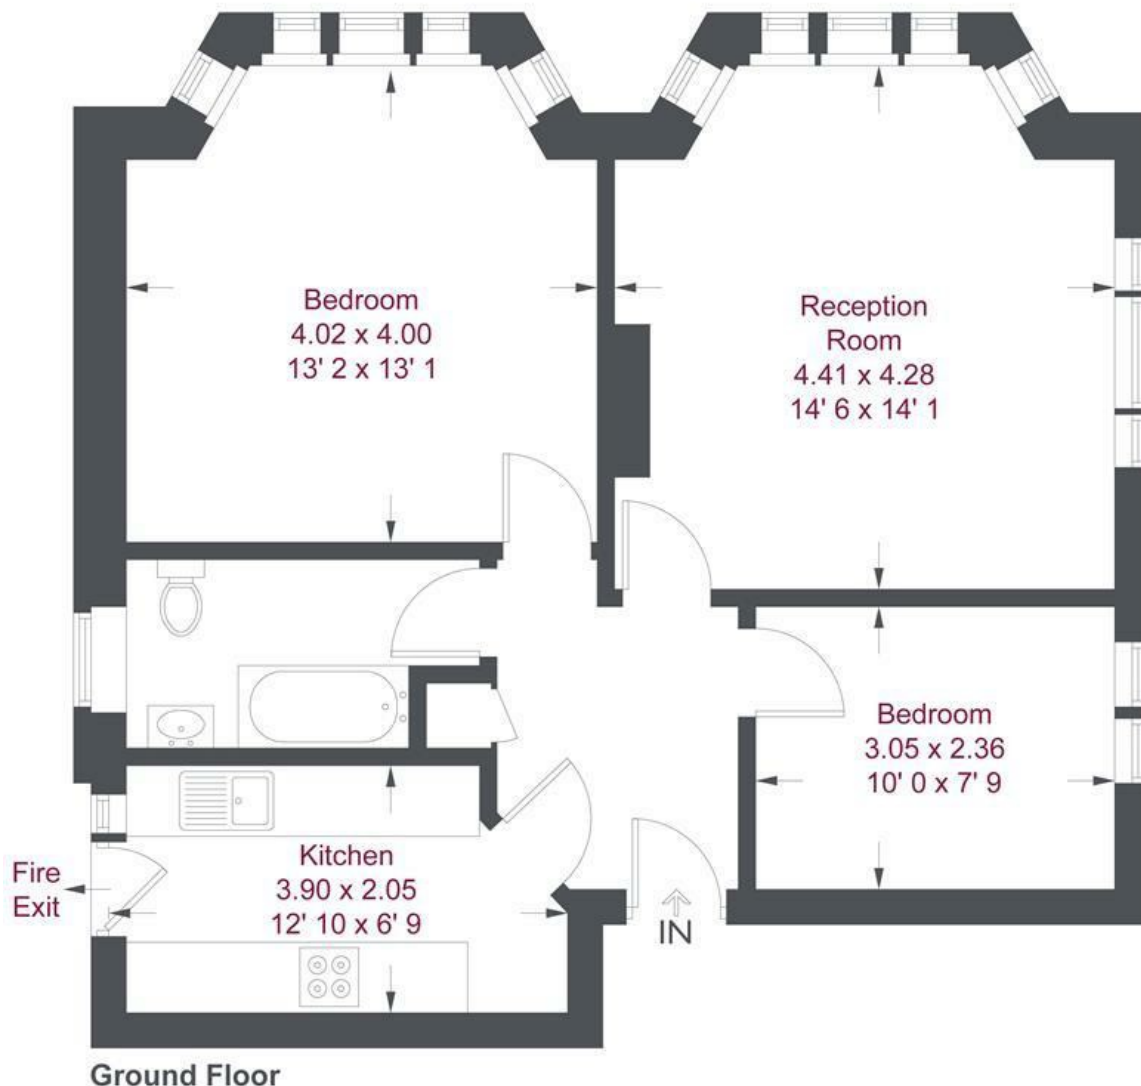 Bedroom
4.02 x 4.00
13' 2 x 13' 1
Reception
Room
4.41 x 4.28
14' 6 x 14' 1
Bedroom
3.05 x 2.36
10' 0 x 7' 9
Kitchen
3.90 x 2.05
12' 10 x 6' 9
Fire
Exit
IN
Ground Floor